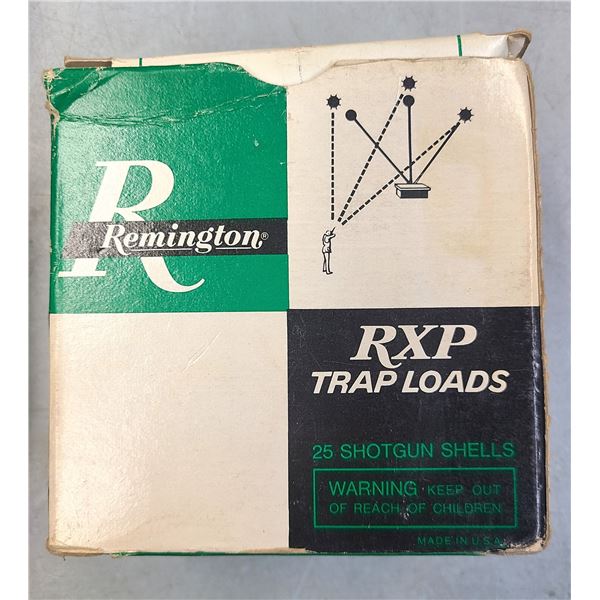 R
Remington®
RXP
TRAP LOADS
25 SHOTGUN SHELLS
WARNING KEEP OUT
OF REACH OF CHILDREN
MADE IN U.S.A.